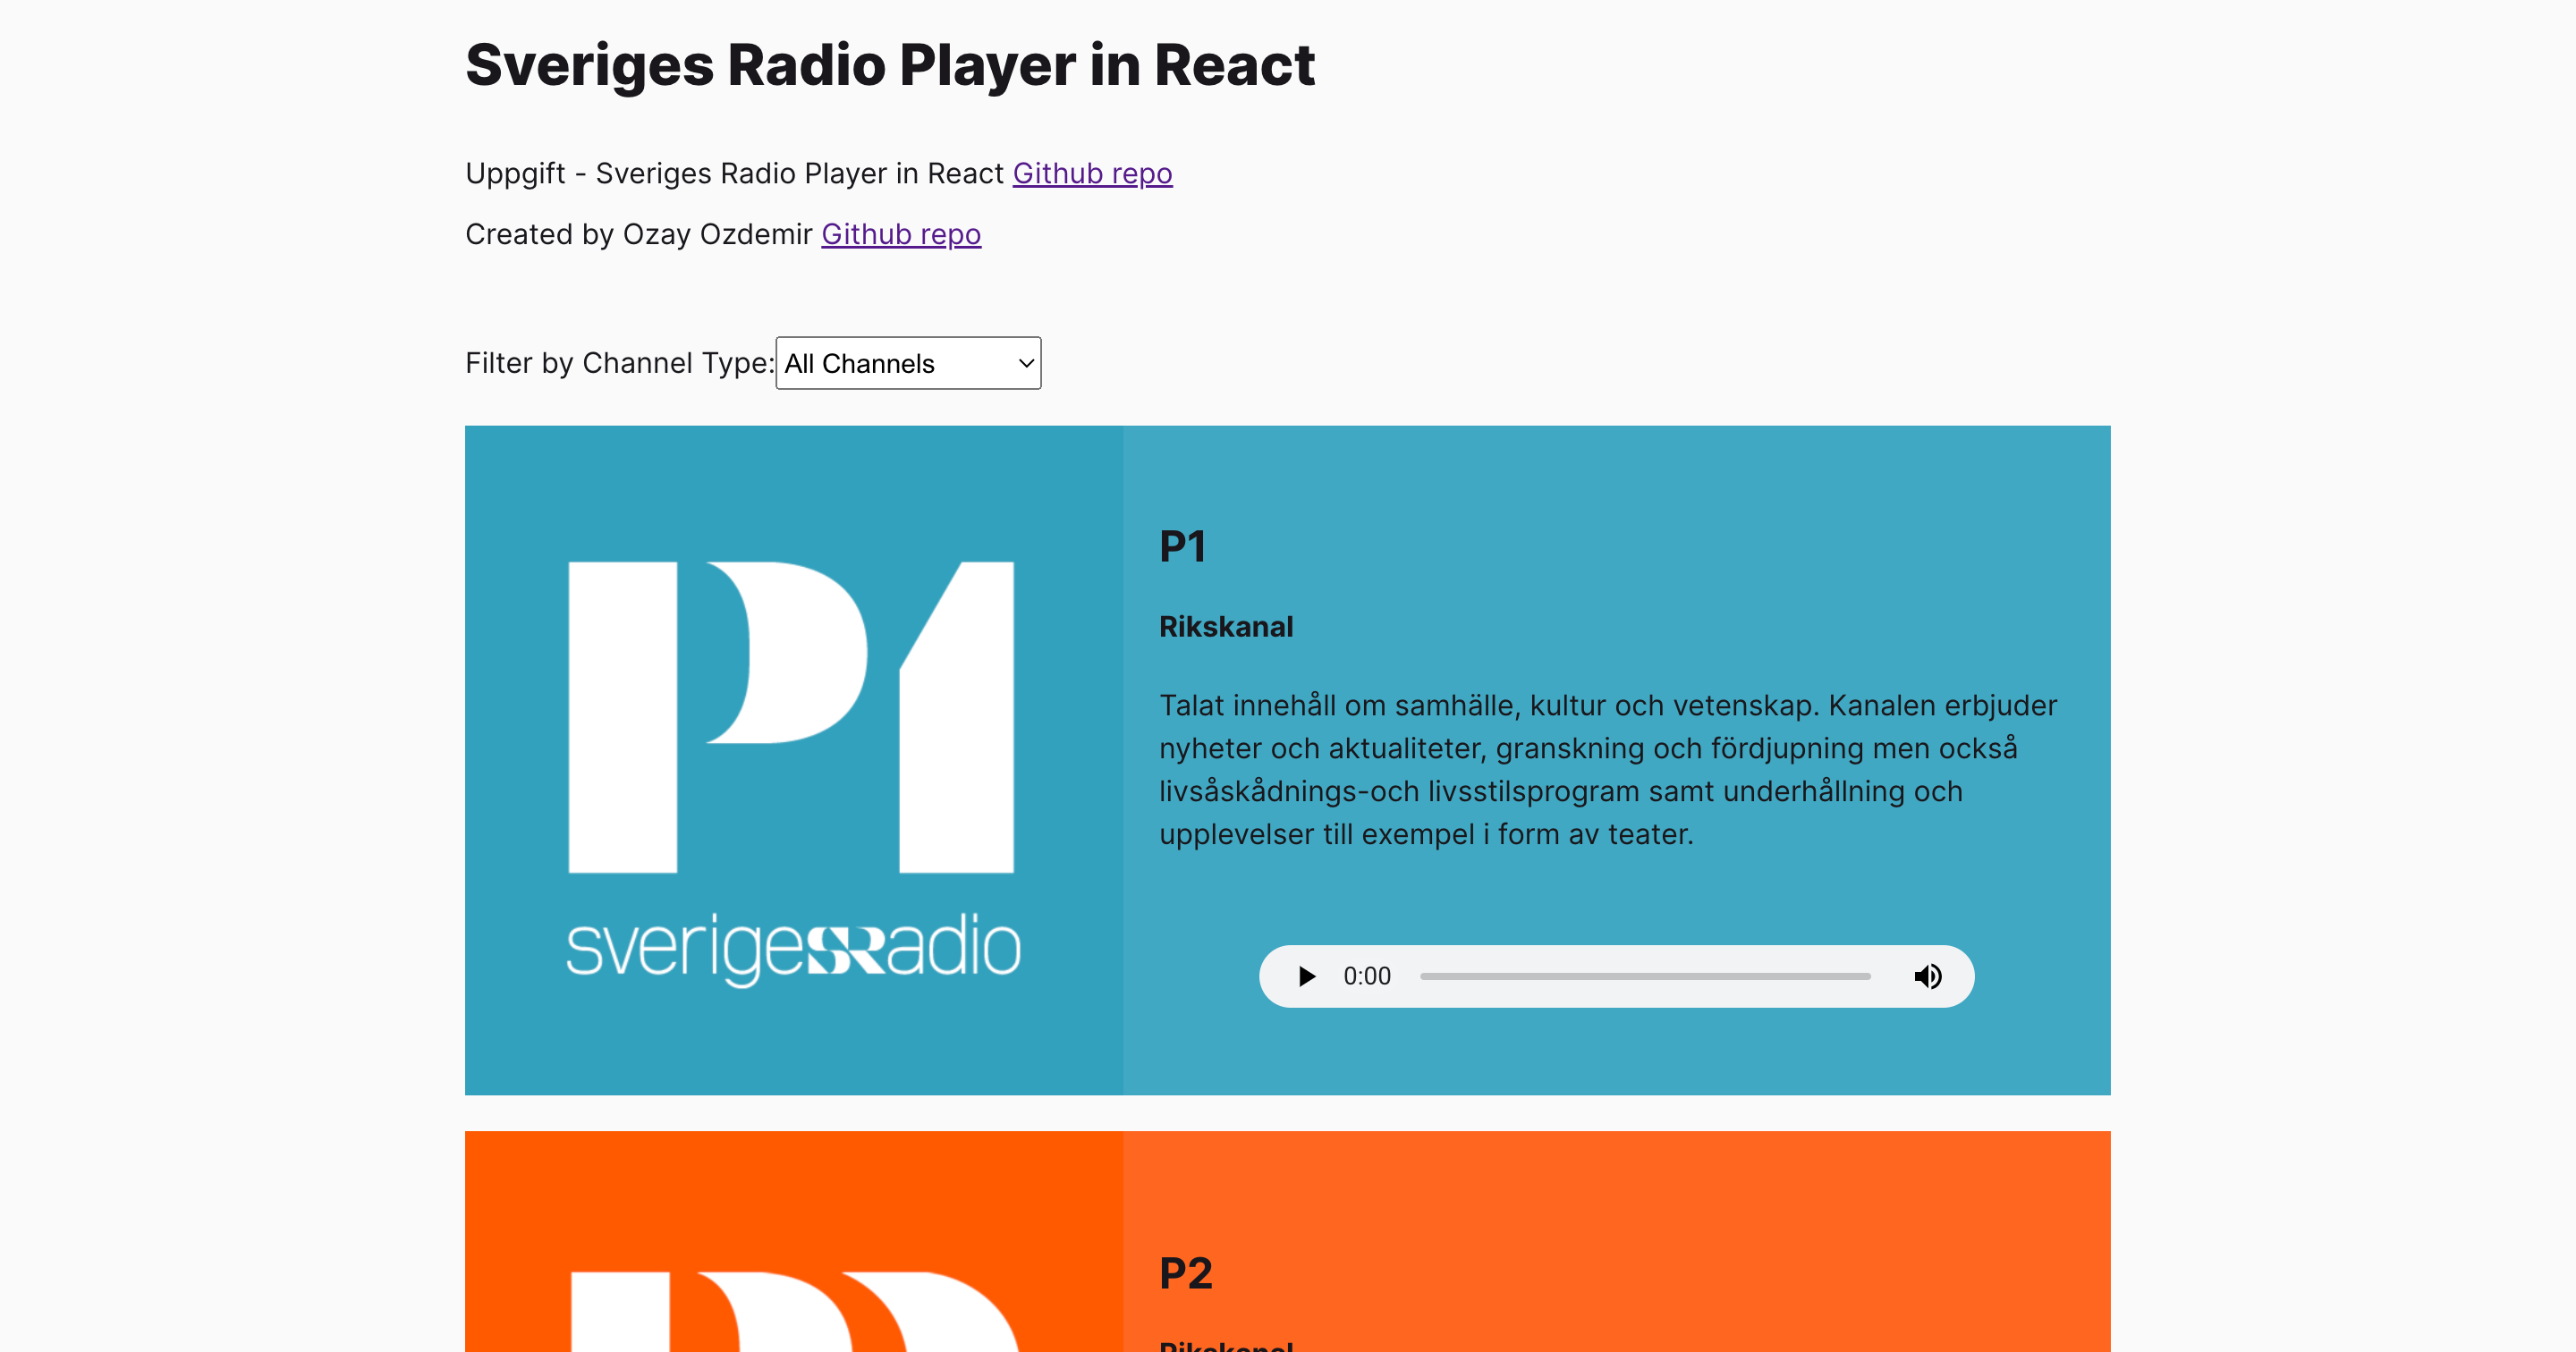 Sveriges Radio Player in React
Uppgift - Sveriges Radio Player in React Github repo
Created by Ozay Ozdemir Github repo
Filter by Channel Type: All Channels
P1
sverigesRadio
P1
Rikskanal
Talat innehåll om samhälle, kultur och vetenskap. Kanalen erbjuder
nyheter och aktualiteter, granskning och fördjupning men också
livsåskådnings-och livsstilsprogram samt underhållning och
upplevelser till exempel i form av teater.
0:00
P2
Rikskanal